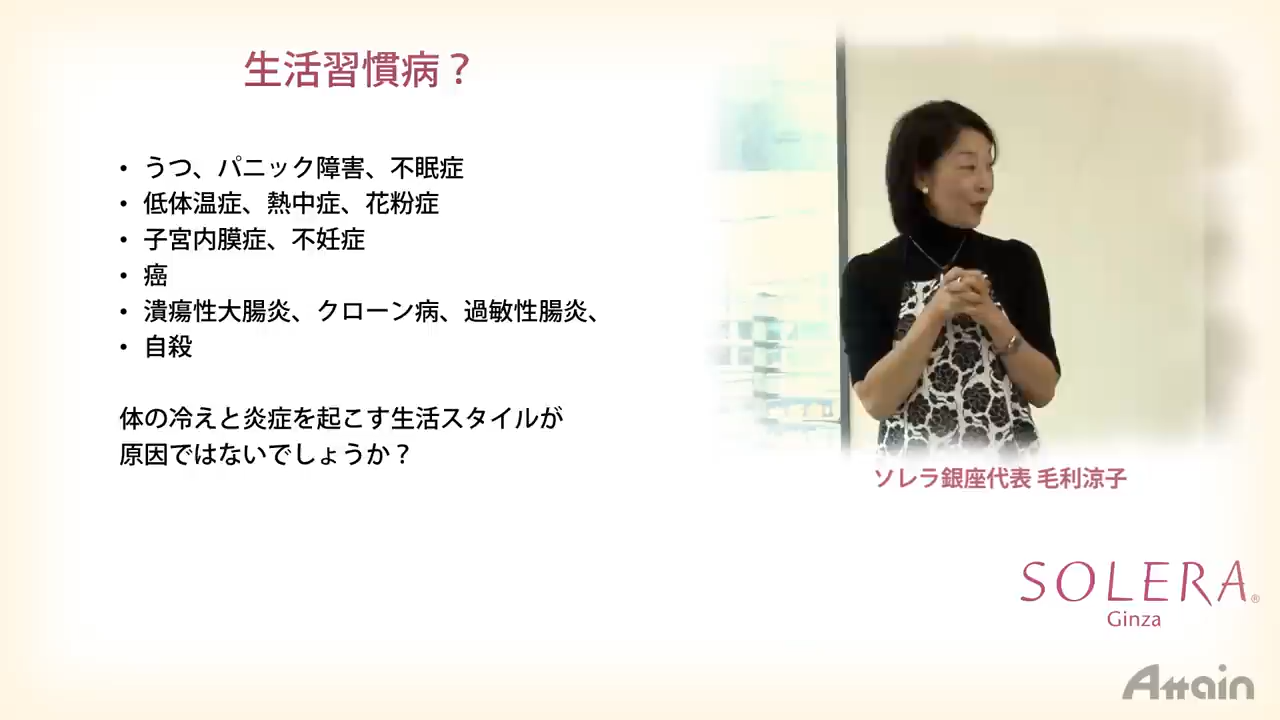 生活習慣病？
• うつ、パニック障害、不眠症
• 低体温症、熱中症、花粉症
• 子宮内膜症、不妊症
• 癌
• 潰瘍性大腸炎、クローン病、過敏性腸炎、
• 自殺
体の冷えと炎症を起こす生活スタイルが
原因ではないでしょうか？
ソレラ銀座代表 毛利涼子
SOLERA®
Ginza
Attain